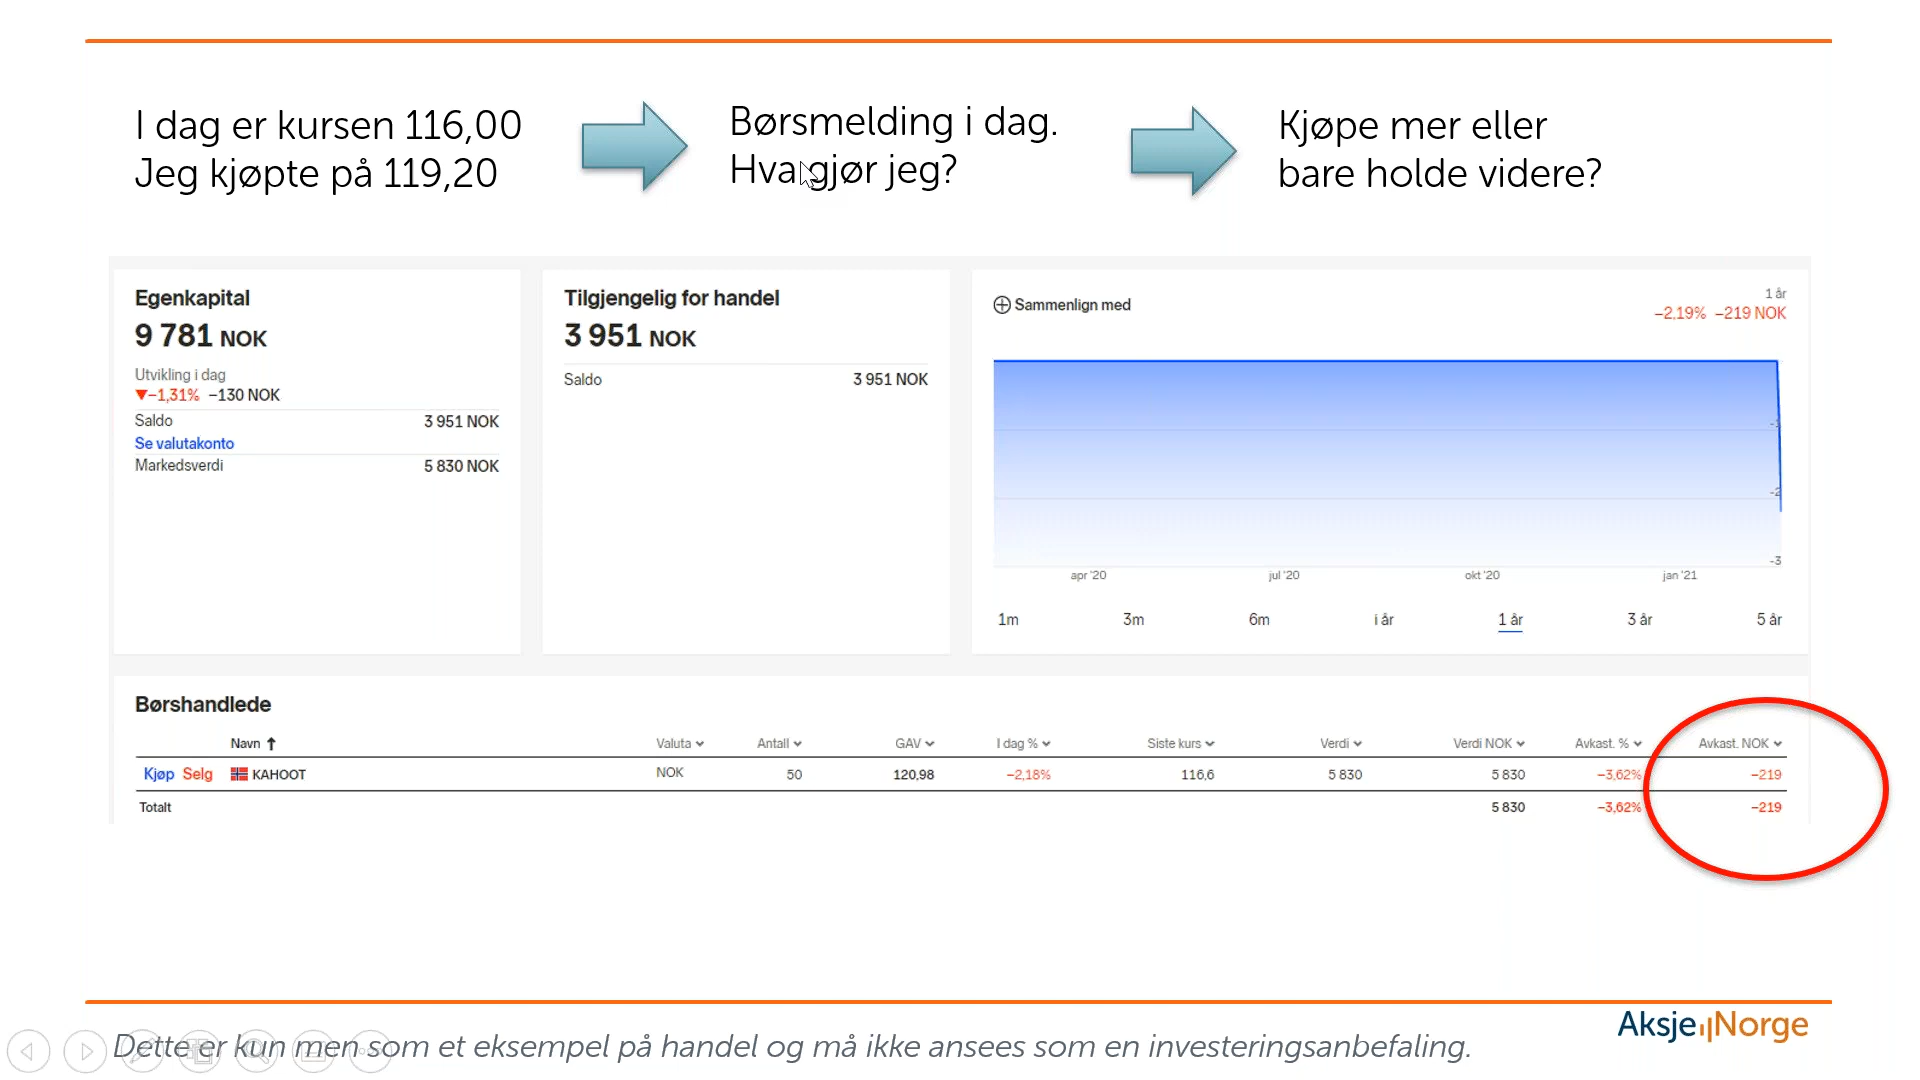 I dag er kursen 116,00
Jeg kjøpte på 119,20
Børsmelding i dag.
Hva gjør jeg?
Kjøpe mer eller
bare holde videre?
Egenkapital
9 781 NOK
Utvikling i dag
▼−1,31% −130 NOK
Saldo 3 951 NOK
Se valutakonto
Markedsverdi 5 830 NOK
Tilgjengelig for handel
3 951 NOK
Saldo 3 951 NOK
Sammenlign med
1 år
−2,19% −219 NOK
-1
-2
-3
apr '20 jul '20 okt '20 jan '21
1m 3m 6m i år 1 år 3 år 5 år
Børshandlede
Navn Valuta Antall GAV I dag % Siste kurs Verdi Verdi NOK Avkast. % Avkast. NOK
Kjøp Selg KAHOOT NOK 50 120,98 −2,18% 116,6 5 830 5 830 −3,62% −219
Totalt 5 830 −3,62% −219
AksjeNorge
Dette er kun men som et eksempel på handel og må ikke ansees som en investeringsanbefaling.